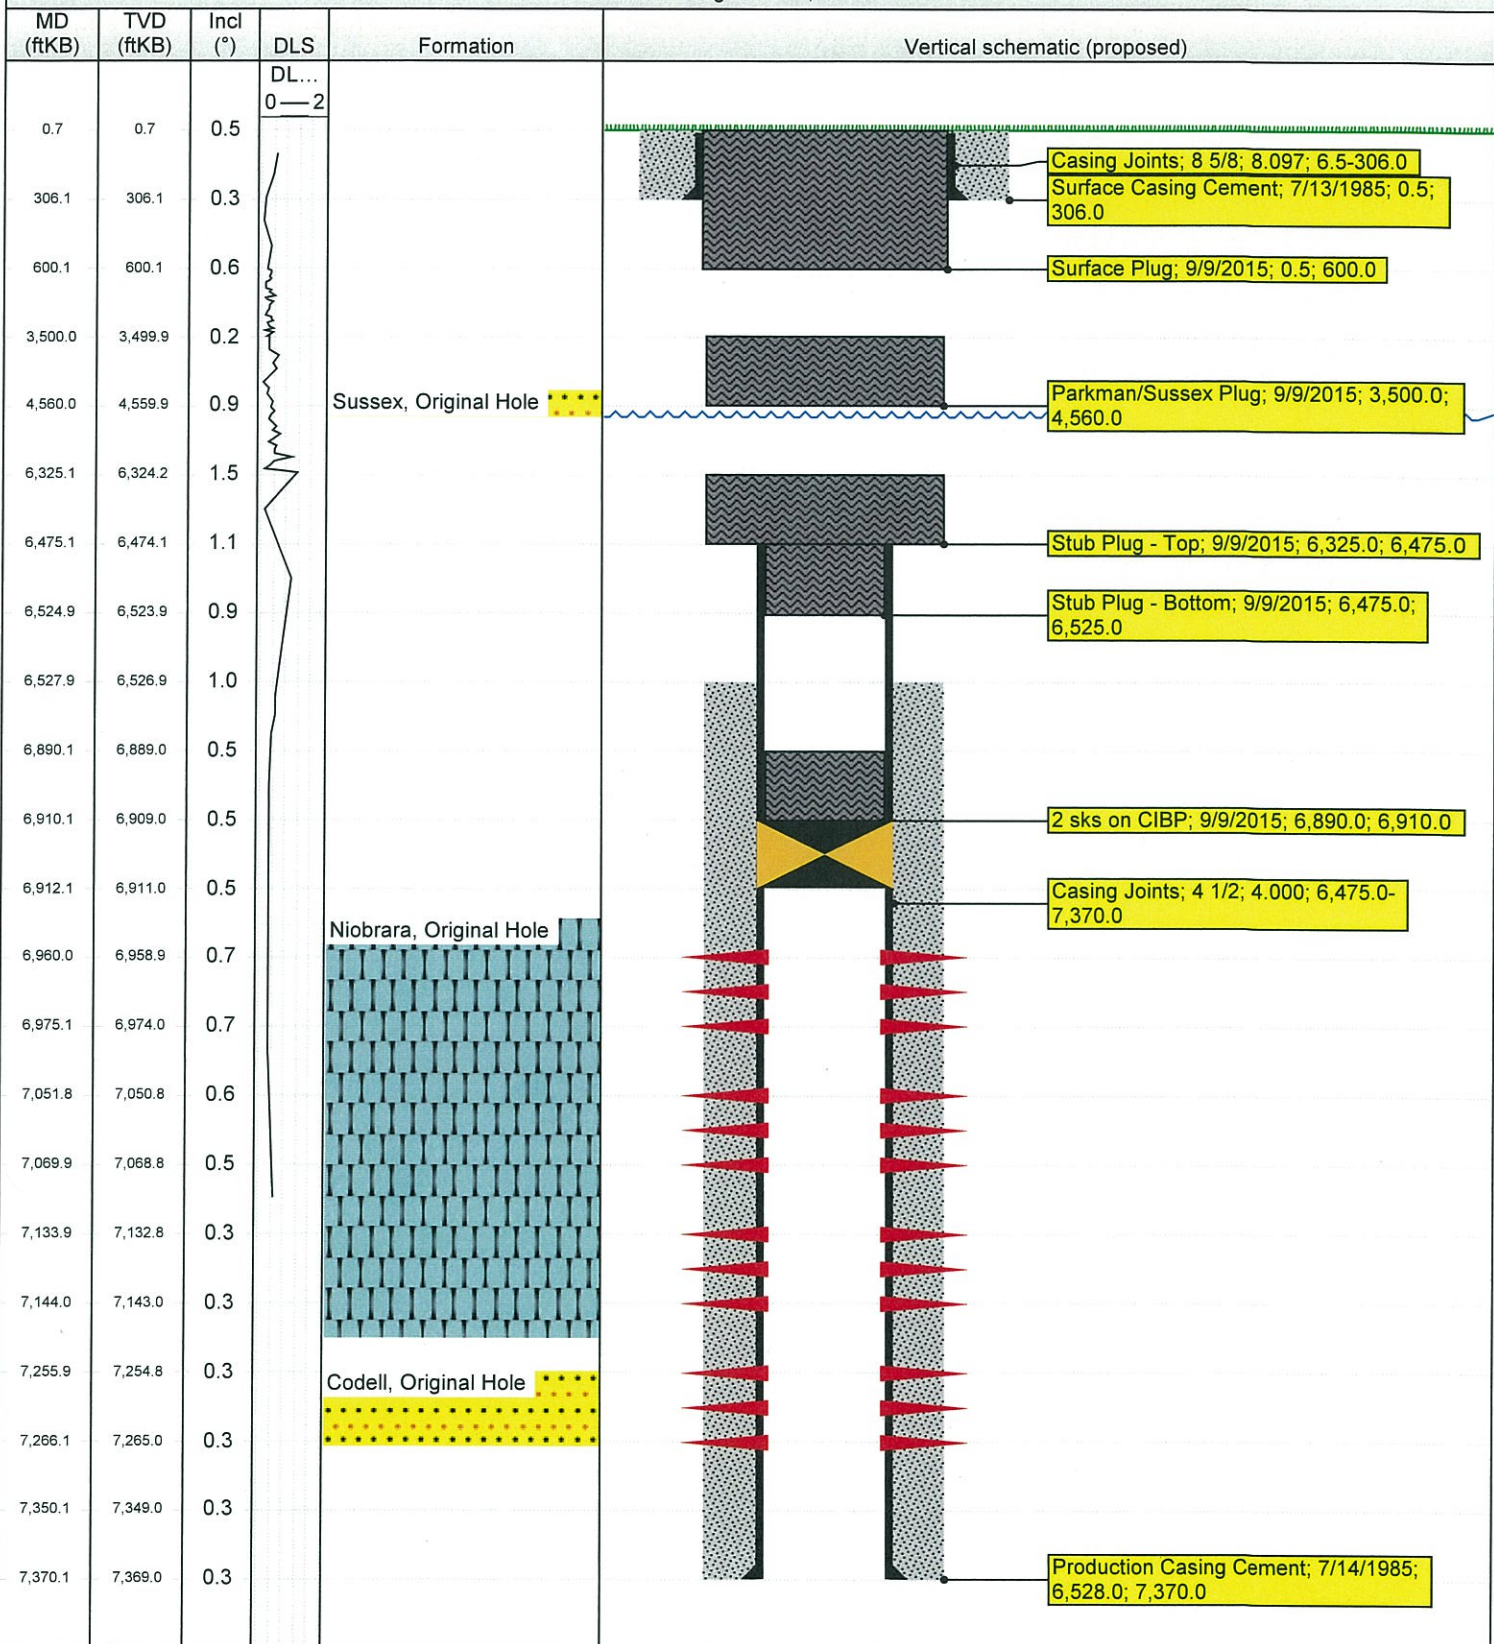 MD (ftKB) TVD (ftKB) Incl (°) DLS Formation Vertical schematic (proposed)
DL...
0 — 2
0.7 0.7 0.5
Casing Joints; 8 5/8; 8.097; 6.5-306.0
306.1 306.1 0.3
Surface Casing Cement; 7/13/1985; 0.5;
306.0
600.1 600.1 0.6
Surface Plug; 9/9/2015; 0.5; 600.0
3,500.0 3,499.9 0.2
4,560.0 4,559.9 0.9 Sussex, Original Hole
Parkman/Sussex Plug; 9/9/2015; 3,500.0;
4,560.0
6,325.1 6,324.2 1.5
6,475.1 6,474.1 1.1
Stub Plug - Top; 9/9/2015; 6,325.0; 6,475.0
6,524.9 6,523.9 0.9
Stub Plug - Bottom; 9/9/2015; 6,475.0;
6,525.0
6,527.9 6,526.9 1.0
6,890.1 6,889.0 0.5
6,910.1 6,909.0 0.5
2 sks on CIBP; 9/9/2015; 6,890.0; 6,910.0
6,912.1 6,911.0 0.5
Casing Joints; 4 1/2; 4.000; 6,475.0-
7,370.0
Niobrara, Original Hole
6,960.0 6,958.9 0.7
6,975.1 6,974.0 0.7
7,051.8 7,050.8 0.6
7,069.9 7,068.8 0.5
7,133.9 7,132.8 0.3
7,144.0 7,143.0 0.3
7,255.9 7,254.8 0.3
Codell, Original Hole
7,266.1 7,265.0 0.3
7,350.1 7,349.0 0.3
7,370.1 7,369.0 0.3
Production Casing Cement; 7/14/1985;
6,528.0; 7,370.0